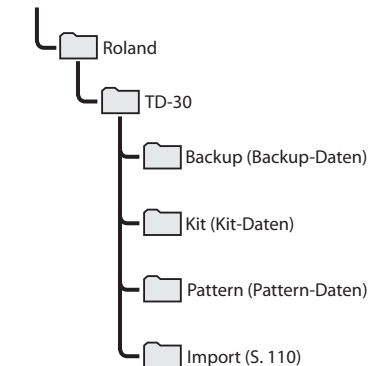 Roland
TD-30
Backup (Backup-Daten)
Kit (Kit-Daten)
Pattern (Pattern-Daten)
Import (S. 110)